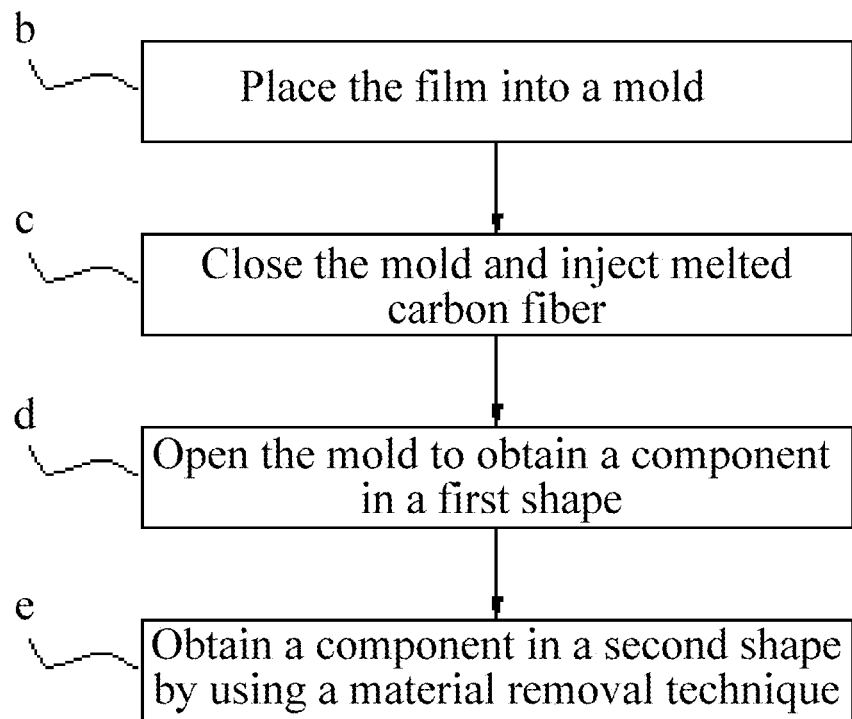 b
Place the film into a mold
c
Close the mold and inject melted
carbon fiber
d
Open the mold to obtain a component
in a first shape
e
Obtain a component in a second shape
by using a material removal technique